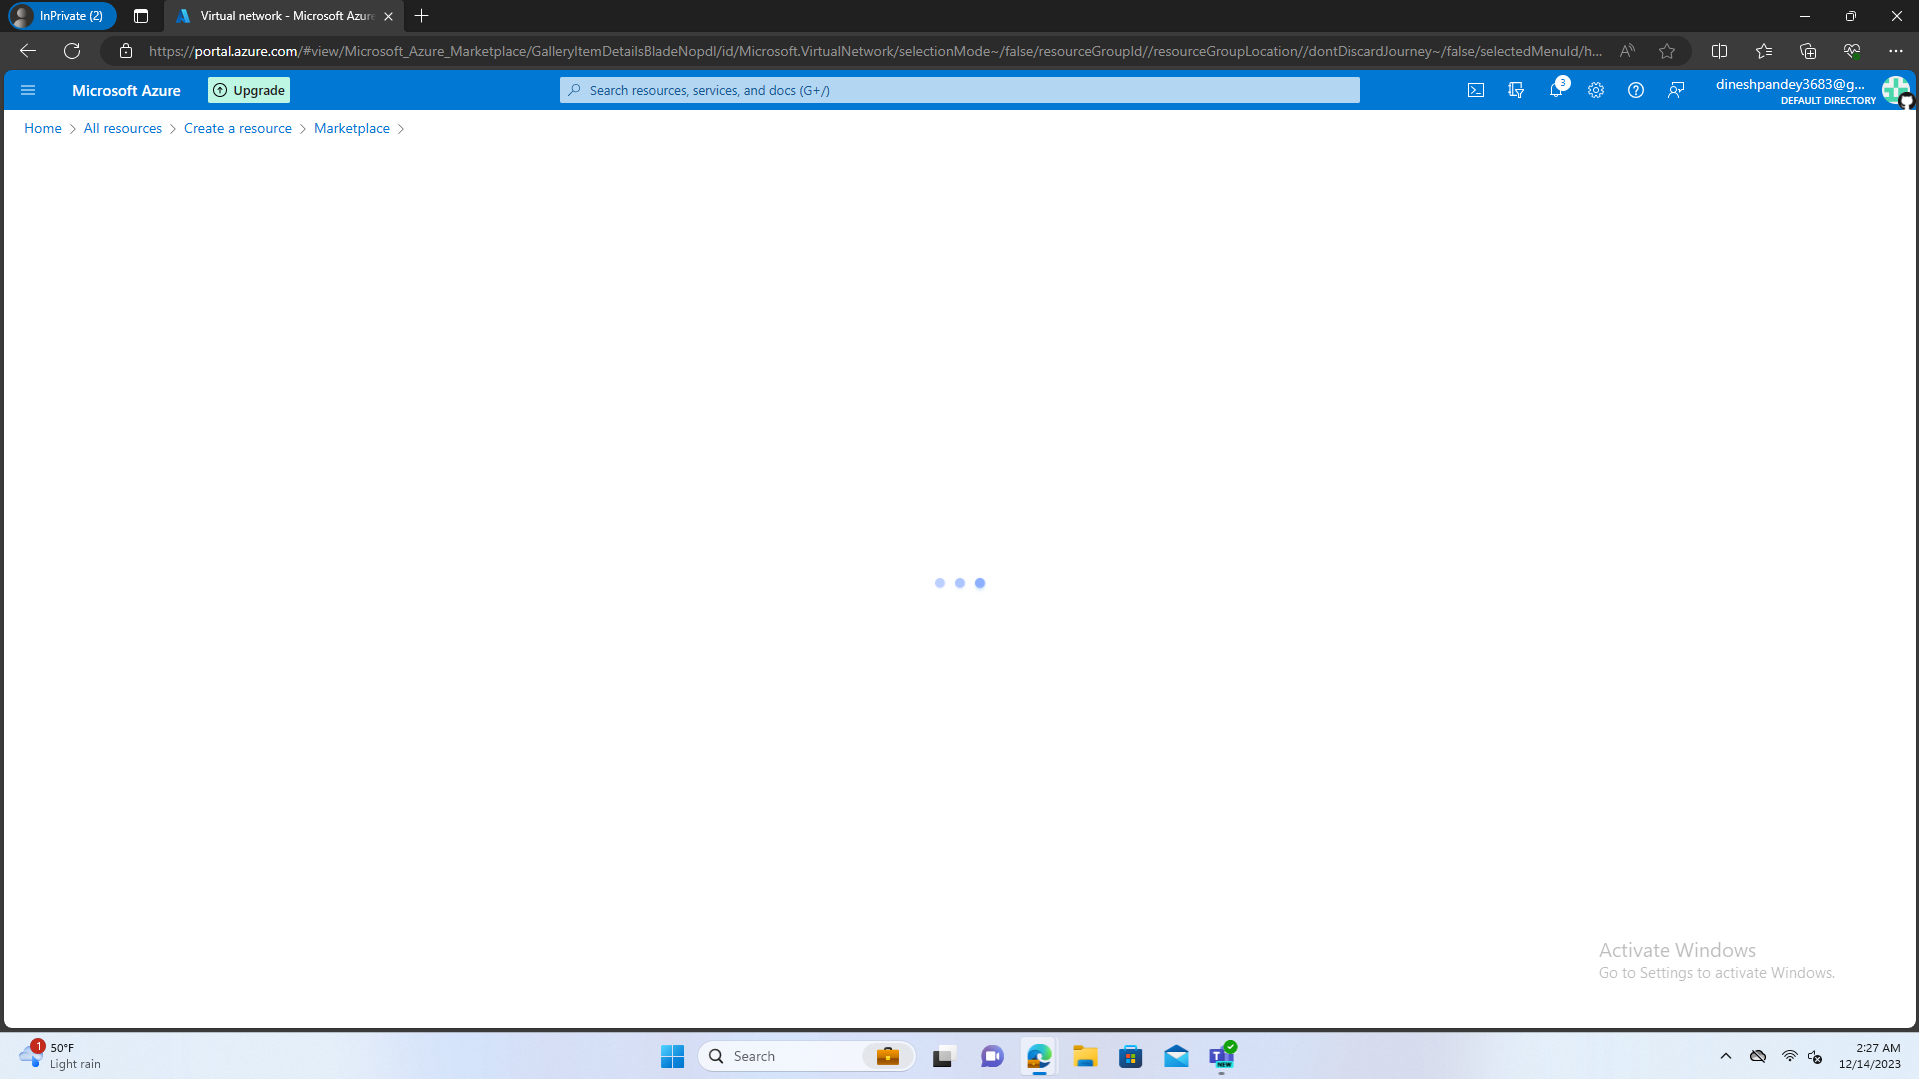 InPrivate (2)
Virtual network - Microsoft Azure
https://portal.azure.com/#view/Microsoft_Azure_Marketplace/GalleryItemDetailsBladeNopdl/id/Microsoft.VirtualNetwork/selectionMode~/false/resourceGroupId//resourceGroupLocation//dontDiscardJourney~/false/selectedMenuId/h...
Microsoft Azure
Upgrade
Search resources, services, and docs (G+/)
3
dineshpandey3683@g...
DEFAULT DIRECTORY
Home > All resources > Create a resource > Marketplace >
Activate Windows
Go to Settings to activate Windows.
1
50°F
Light rain
Search
NEW
2:27 AM
12/14/2023